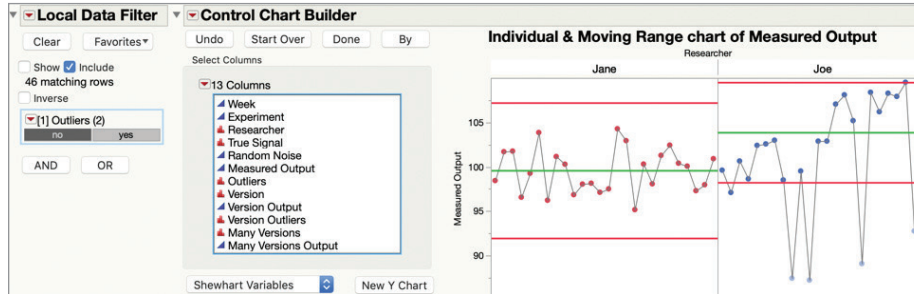 Local Data Filter
Clear Favorites
Show Include
46 matching rows
Inverse
[1] Outliers (2)
no yes
AND OR
Control Chart Builder
Undo Start Over Done By
Select Columns
13 Columns
Week
Experiment
Researcher
True Signal
Random Noise
Measured Output
Outliers
Version
Version Output
Version Outliers
Many Versions
Many Versions Output
Shewhart Variables New Y Chart
Individual & Moving Range chart of Measured Output
Researcher
Jane Joe
Measured Output
105
100
95
90